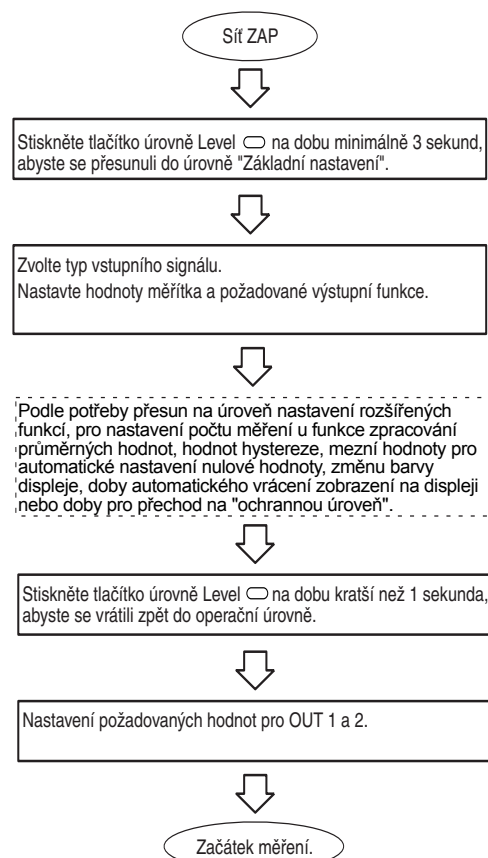 Síť ZAP
Stiskněte tlačítko úrovně Level na dobu minimálně 3 sekund,
abyste se přesunuli do úrovně "Základní nastavení".
Zvolte typ vstupního signálu.
Nastavte hodnoty měřítka a požadované výstupní funkce.
Podle potřeby přesun na úroveň nastavení rozšířených
funkcí, pro nastavení počtu měření u funkce zpracování
průměrných hodnot, hodnot hystereze, mezní hodnoty pro
automatické nastavení nulové hodnoty, změnu barvy
displeje, doby automatického vrácení zobrazení na displeji
nebo doby pro přechod na "ochrannou úroveň".
Stiskněte tlačítko úrovně Level na dobu kratší než 1 sekunda,
abyste se vrátili zpět do operační úrovně.
Nastavení požadovaných hodnot pro OUT 1 a 2.
Začátek měření.